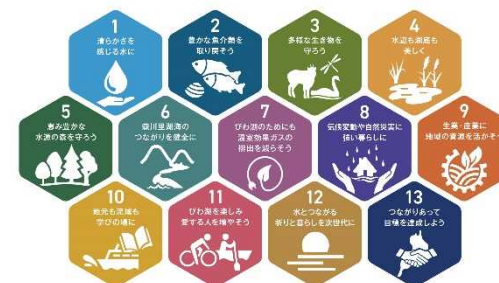 1
清らかさを
感じる水に
2
豊かな魚介類を
取り戻そう
3
多様な生き物を
守ろう
4
水辺も湖底も
美しく
5
恵み豊かな
水源の森を守ろう
6
森川里湖海の
つながりを健全に
7
びわ湖のためにも
温室効果ガスの
排出を減らそう
8
気候変動や自然災害に
強い暮らしに
9
生業・産業に
地域の資源を活かそう
10
地元も流域も
学びの場に
11
びわ湖を楽しみ
愛する人を増やそう
12
水とつながる
祈りと暮らしを次世代に
13
つながりあって
目標を達成しよう